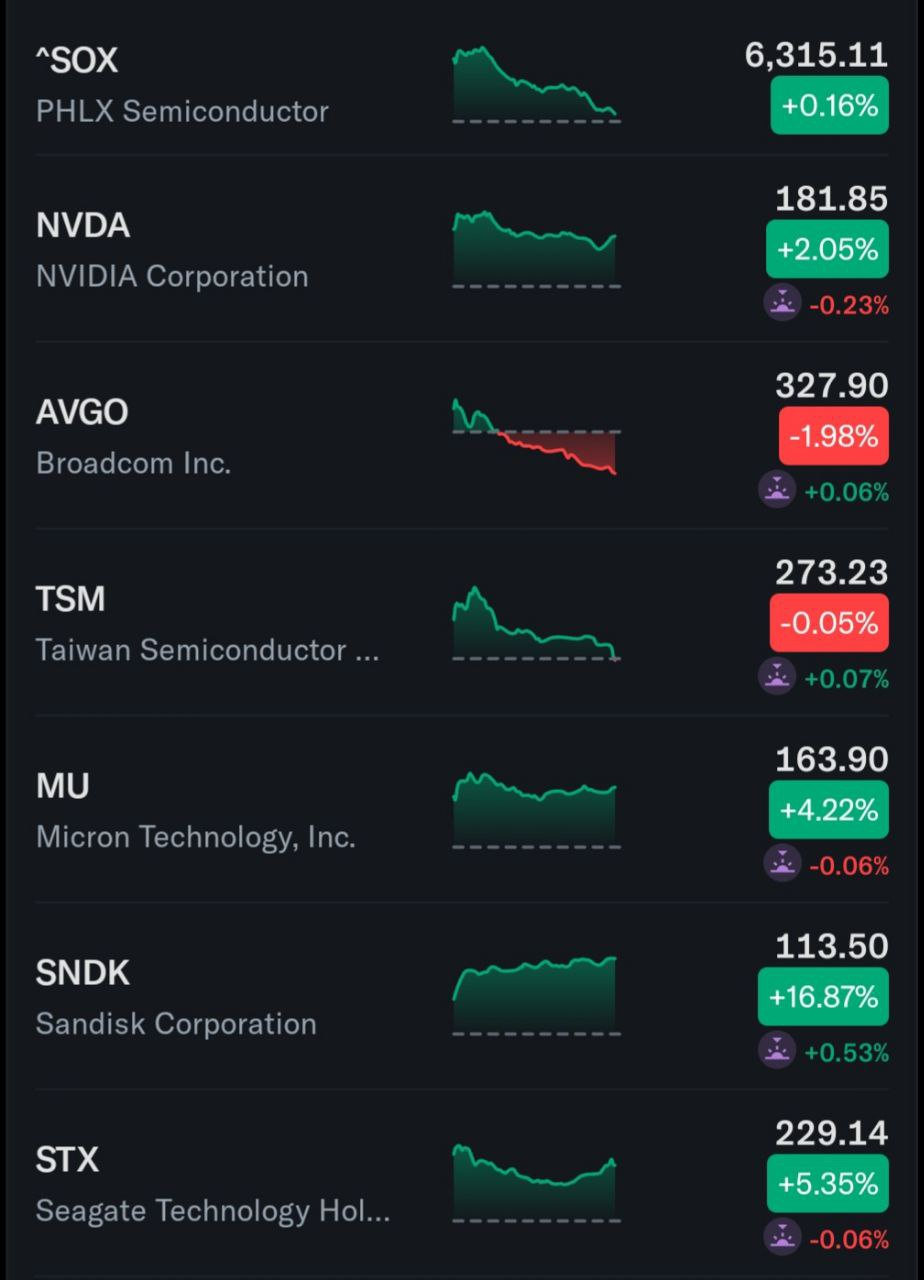 ^SOX
PHLX Semiconductor
6,315.11
+0.16%
NVDA
NVIDIA Corporation
181.85
+2.05%
-0.23%
AVGO
Broadcom Inc.
327.90
-1.98%
+0.06%
TSM
Taiwan Semiconductor ...
273.23
-0.05%
+0.07%
MU
Micron Technology, Inc.
163.90
+4.22%
-0.06%
SNDK
Sandisk Corporation
113.50
+16.87%
+0.53%
STX
Seagate Technology Hol...
229.14
+5.35%
-0.06%